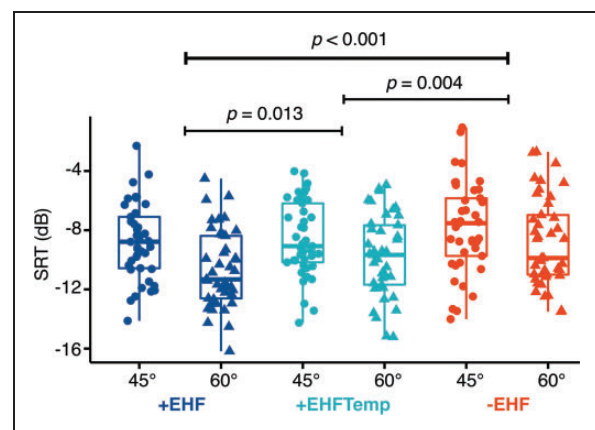 p < 0.001
p = 0.004
p = 0.013
SRT (dB)
-4
-8
-12
-16
45° 60° 45° 60° 45° 60°
+EHF +EHFTemp -EHF